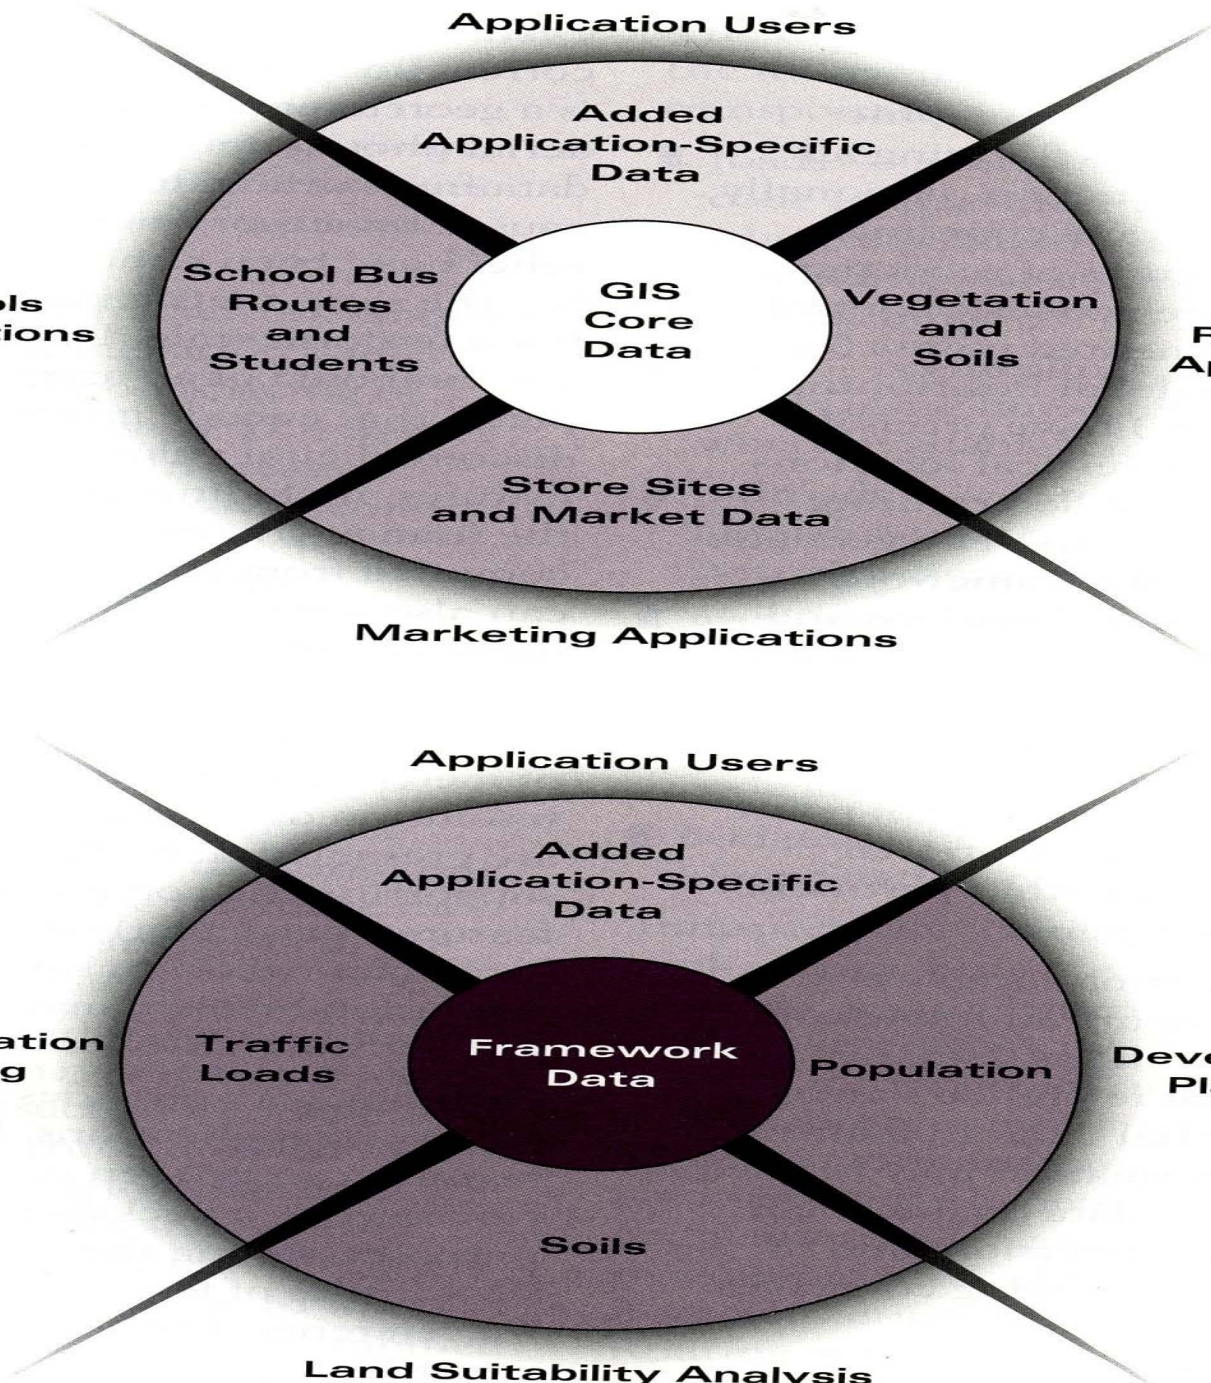 Application Users
Added
Application-Specific
Data
School Bus
Routes
and
Students
GIS
Core
Data
Vegetation
and
Soils
Store Sites
and Market Data
Marketing Applications
Application Users
Added
Application-Specific
Data
Traffic
Loads
Framework
Data
Population
Soils
Land Suitability Analysis